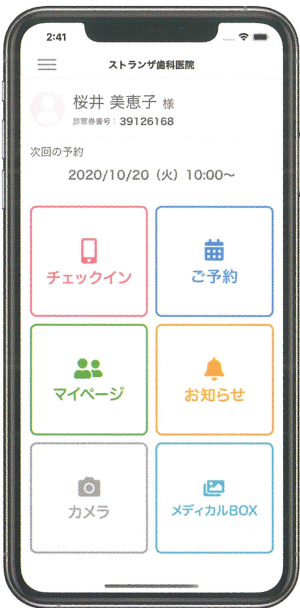 2:41
ストランザ歯科医院
桜井 美恵子 様
診察券番号： 39126168
次回の予約
2020/10/20（火）10:00～
チェックイン
ご予約
マイページ
お知らせ
カメラ
メディカルBOX